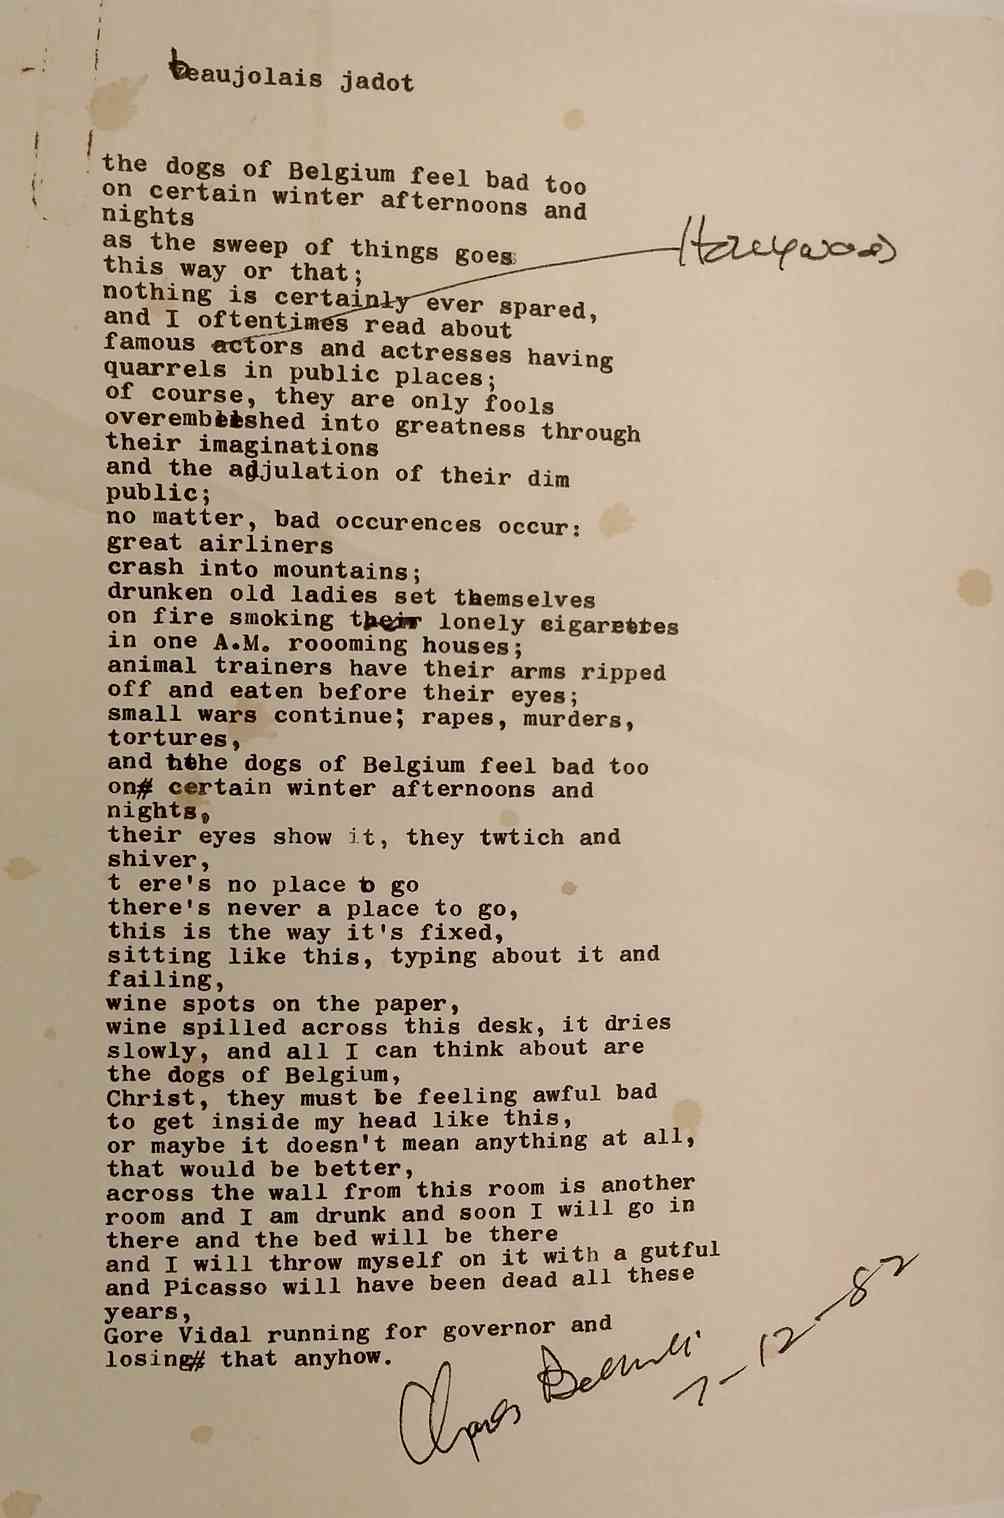 beaujolais jadot
the dogs of Belgium feel bad too
on certain winter afternoons and
nights
as the sweep of things goes
this way or that;
Hollywood
nothing is certainly ever spared,
and I oftentimes read about
famous actors and actresses having
quarrels in public places;
of course, they are only fools
overembelished into greatness through
their imaginations
and the adjulation of their dim
public;
no matter, bad occurences occur:
great airliners
crash into mountains;
drunken old ladies set themselves
on fire smoking their lonely cigarettes
in one A.M. roooming houses;
animal trainers have their arms ripped
off and eaten before their eyes;
small wars continue; rapes, murders,
tortures,
and the dogs of Belgium feel bad too
on# certain winter afternoons and
nights,
their eyes show it, they twtich and
shiver,
t ere's no place to go
there's never a place to go,
this is the way it's fixed,
sitting like this, typing about it and
failing,
wine spots on the paper,
wine spilled across this desk, it dries
slowly, and all I can think about are
the dogs of Belgium,
Christ, they must be feeling awful bad
to get inside my head like this,
or maybe it doesn't mean anything at all,
that would be better,
across the wall from this room is another
room and I am drunk and soon I will go in
there and the bed will be there
and I will throw myself on it with a gutful
and Picasso will have been dead all these
years,
Gore Vidal running for governor and
losing# that anyhow.
Charles Bukowski
7-12-82